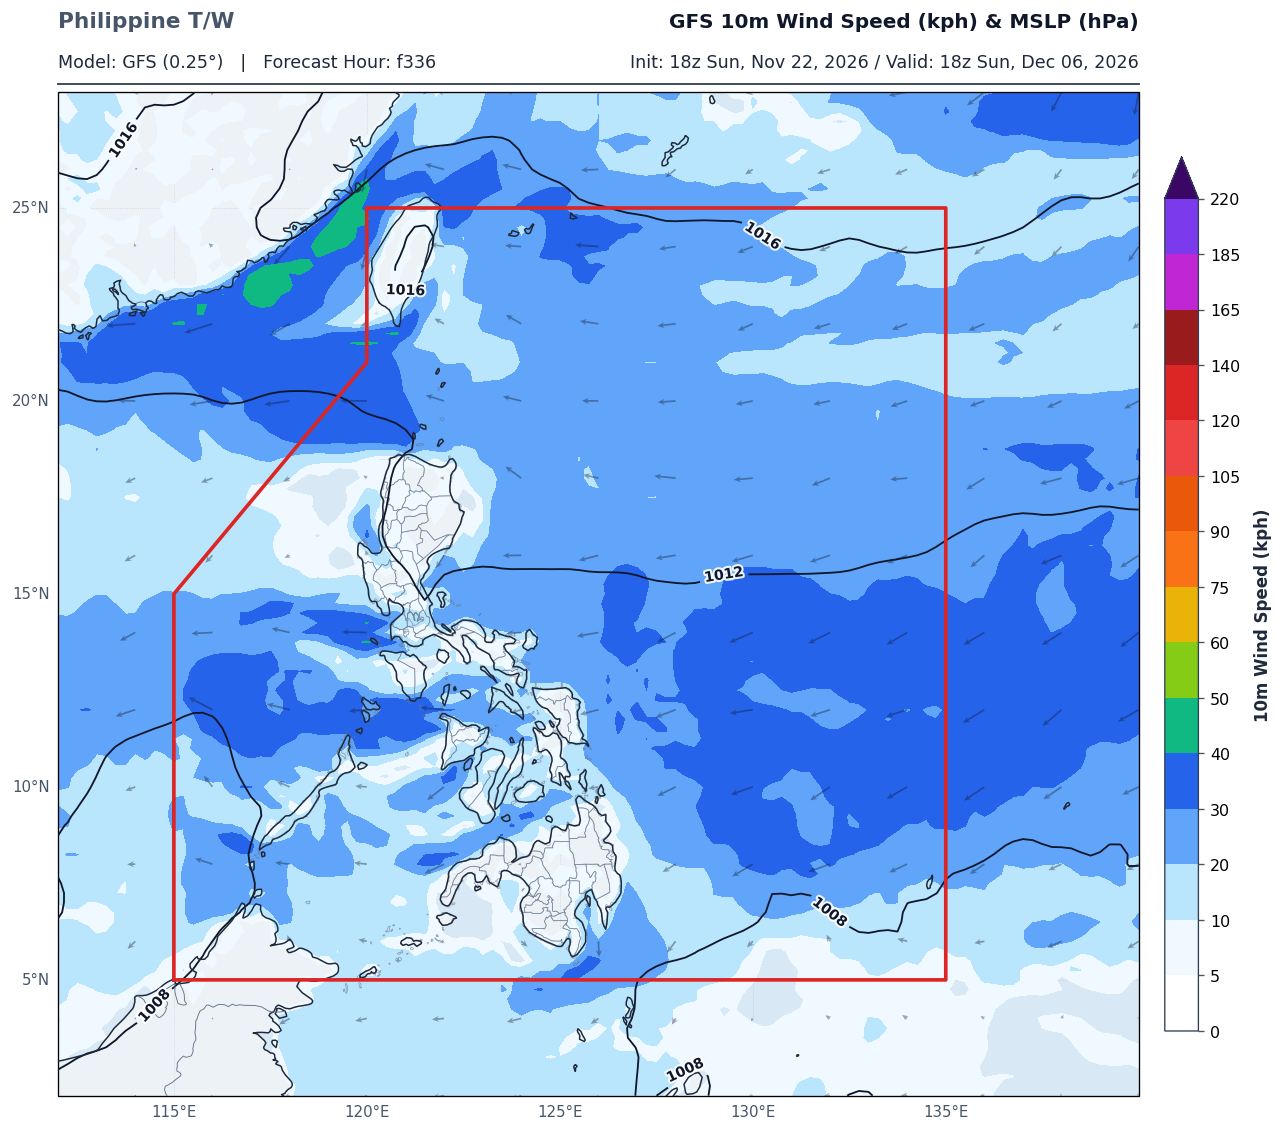 Philippine T/W
GFS 10m Wind Speed (kph) & MSLP (hPa)
Model: GFS (0.25°) | Forecast Hour: f336
Init: 18z Sun, Nov 22, 2026 / Valid: 18z Sun, Dec 06, 2026
1016
1016
1016
1012
1008
1008
1008
25°N
20°N
15°N
10°N
5°N
115°E
120°E
125°E
130°E
135°E
220
185
165
140
120
105
90
75
60
50
40
30
20
10
5
0
10m Wind Speed (kph)